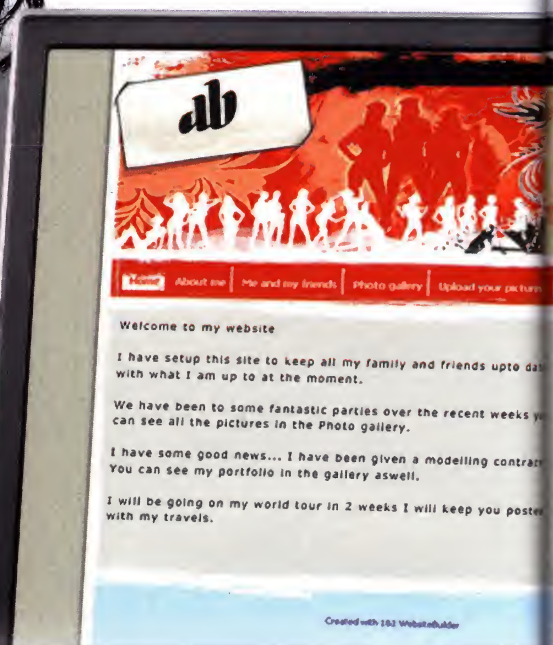 ab
Home About me Me and my friends Photo gallery Upload your picture
Welcome to my website
I have setup this site to keep all my family and friends upto dat
with what I am up to at the moment.
We have been to some fantastic parties over the recent weeks y
can see all the pictures in the Photo gallery.
I have some good news... I have been given a modelling contra
You can see my portfolio in the gallery aswell.
I will be going on my world tour in 2 weeks I will keep you poste
with my travels.
Created with 1&1 WebsiteBuilder